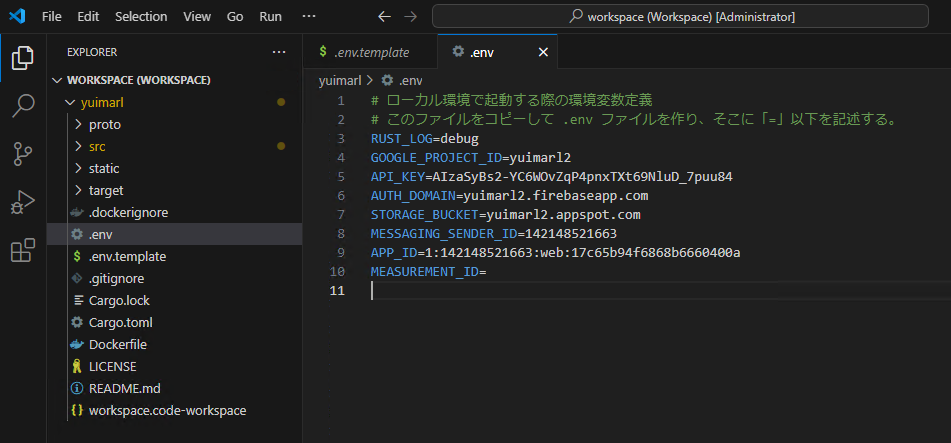 File Edit Selection View Go Run ··· ← → workspace (Workspace) [Administrator]
EXPLORER ···
WORKSPACE (WORKSPACE)
yuimarl
proto
src
static
target
.dockerignore
.env
.env.template
.gitignore
Cargo.lock
Cargo.toml
Dockerfile
LICENSE
README.md
workspace.code-workspace
$ .env.template .env ×
yuimarl > .env
1 # ローカル環境で起動する際の環境変数定義
2 # このファイルをコピーして .env ファイルを作り、そこに「=」以下を記述する。
3 RUST_LOG=debug
4 GOOGLE_PROJECT_ID=yuimarl2
5 API_KEY=AIzaSyBs2-YC6WOvZqP4pnxTXt69NluD_7puu84
6 AUTH_DOMAIN=yuimarl2.firebaseapp.com
7 STORAGE_BUCKET=yuimarl2.appspot.com
8 MESSAGING_SENDER_ID=142148521663
9 APP_ID=1:142148521663:web:17c65b94f6868b6660400a
10 MEASUREMENT_ID=
11